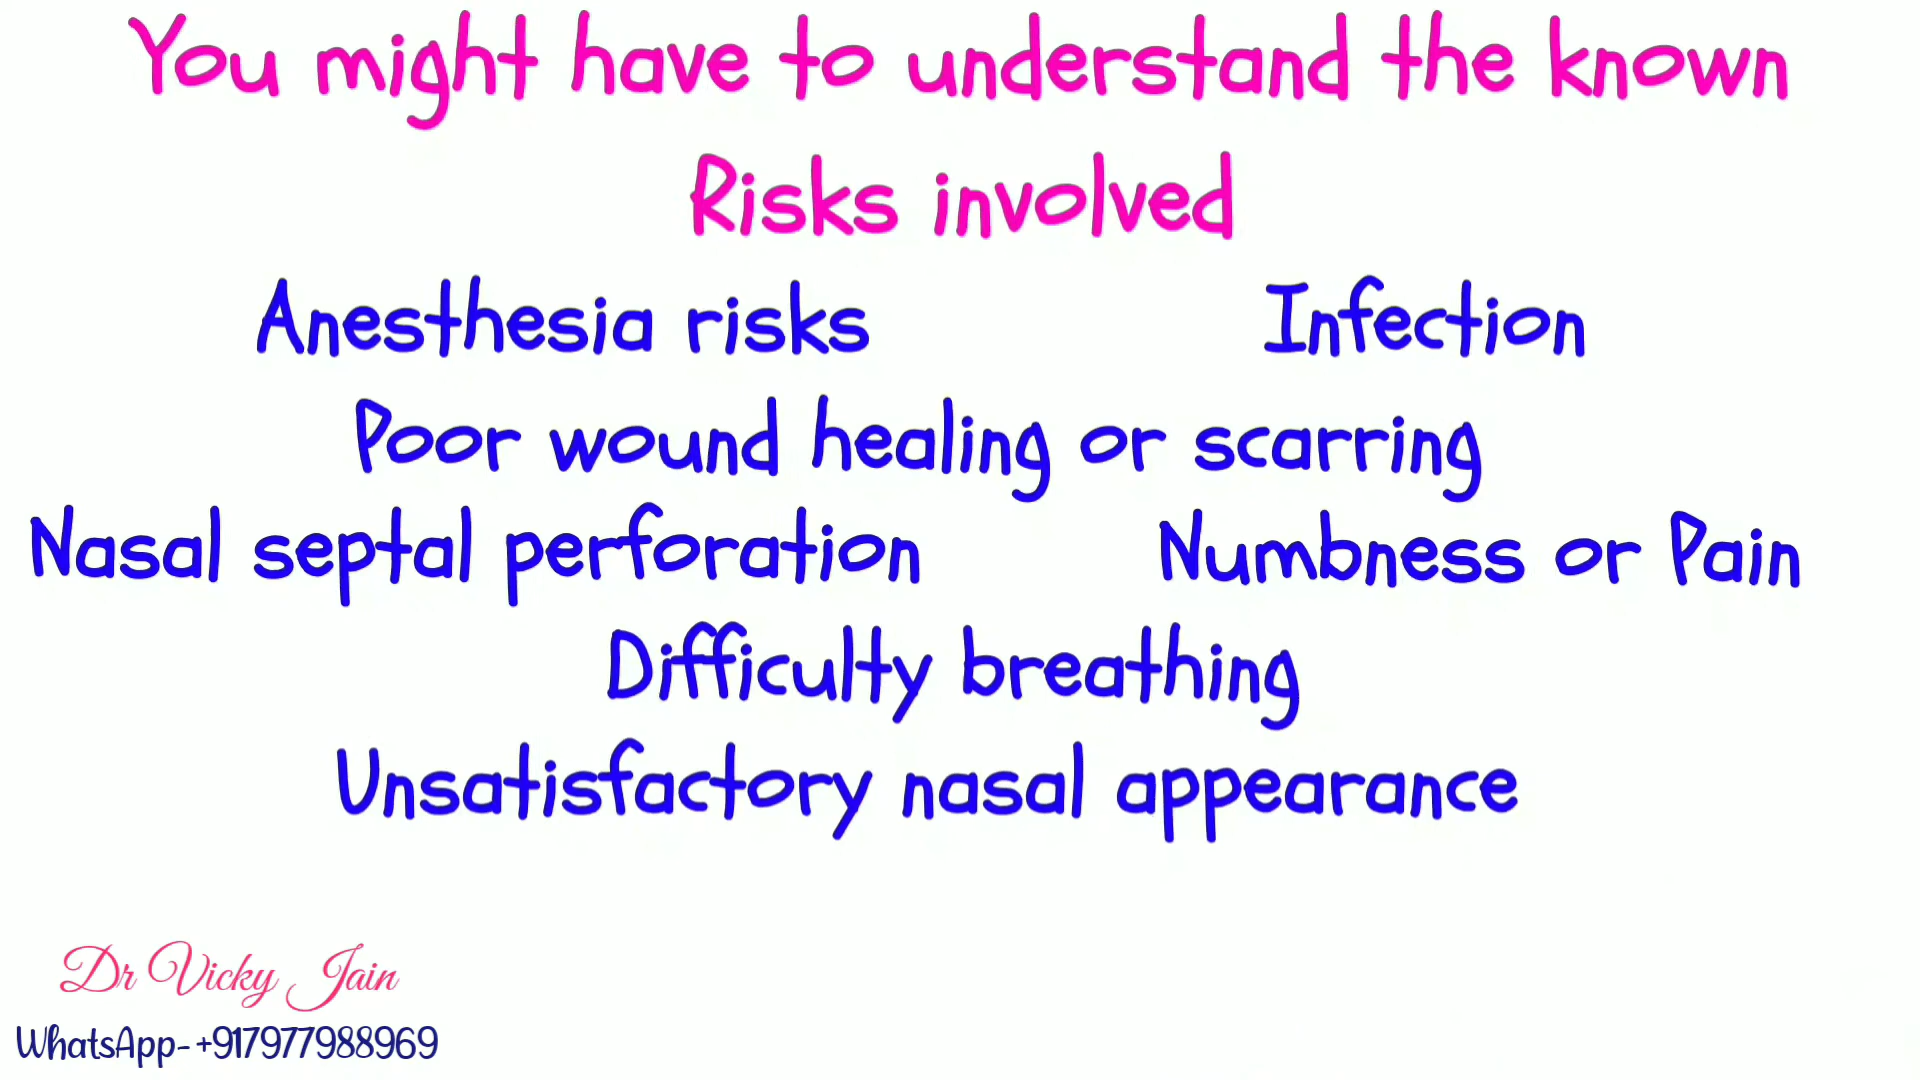 You might have to understand the known
Risks involved
Anesthesia risks Infection
Poor wound healing or scarring
Nasal septal perforation Numbness or Pain
Difficulty breathing
Unsatisfactory nasal appearance
Dr Vicky Jain
WhatsApp-+917977988969